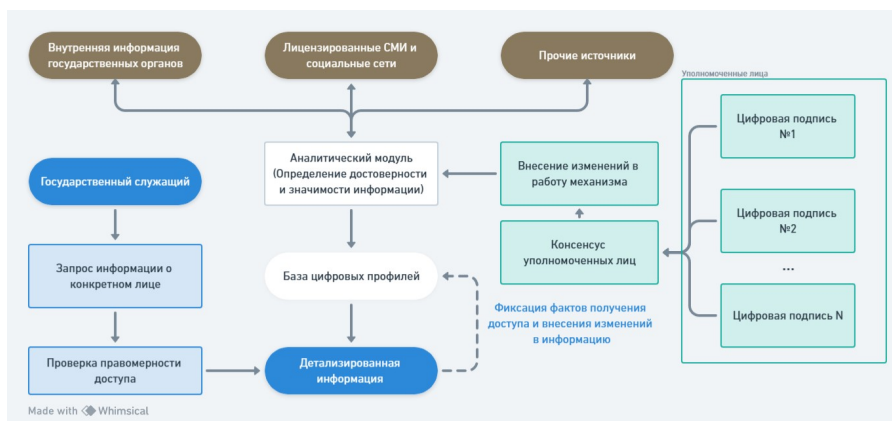 Внутренняя информация
государственных органов
Лицензированные СМИ и
социальные сети
Прочие источники
Уполномоченные лица
Цифровая подпись
№1
Аналитический модуль
(Определение достоверности
и значимости информации)
Внесение изменений в
работу механизма
Государственный служащий
Цифровая подпись
№2
Консенсус
уполномоченных лиц
...
Запрос информации о
конкретном лице
База цифровых профилей
Цифровая подпись N
Фиксация фактов получения
доступа и внесения изменений
в информацию
Проверка правомерности
доступа
Детализированная
информация
Made with Whimsical